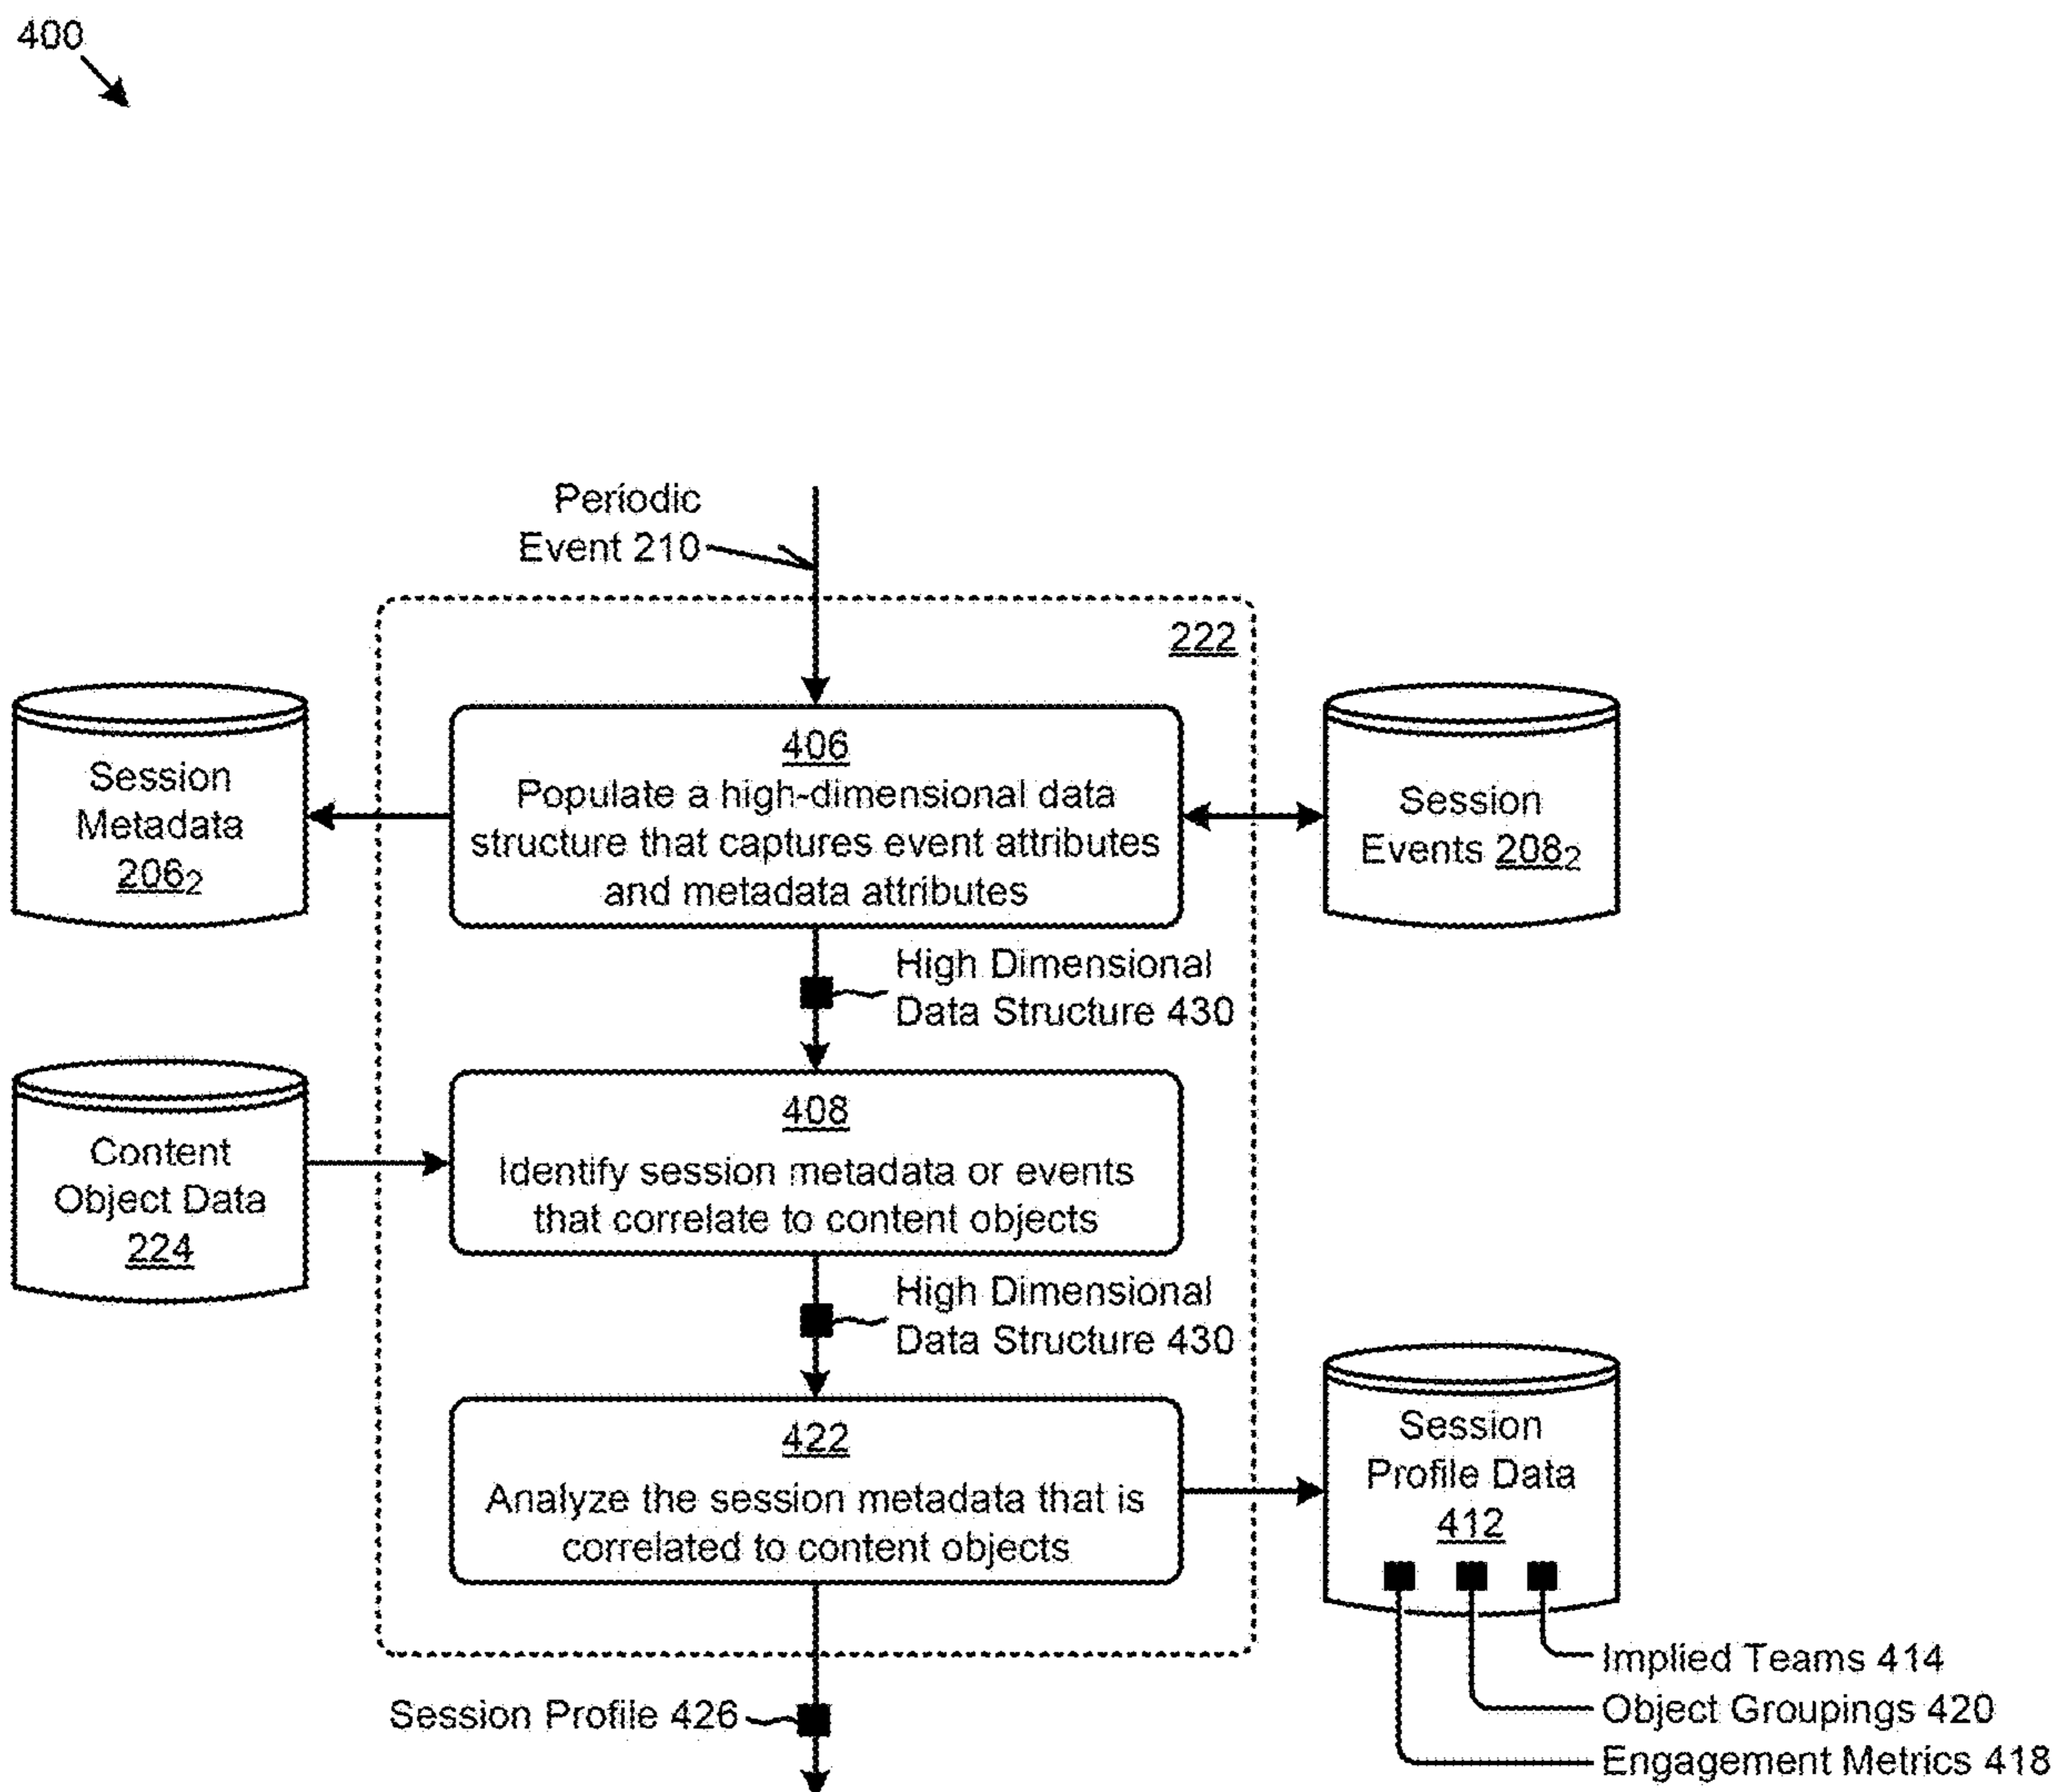 400
Periodic
Event 210
222
Session
Metadata
206₂
406
Populate a high-dimensional data
structure that captures event attributes
and metadata attributes
Session
Events 208₂
High Dimensional
Data Structure 430
Content
Object Data
224
408
Identify session metadata or events
that correlate to content objects
High Dimensional
Data Structure 430
422
Analyze the session metadata that is
correlated to content objects
Session
Profile Data
412
Implied Teams 414
Object Groupings 420
Engagement Metrics 418
Session Profile 426